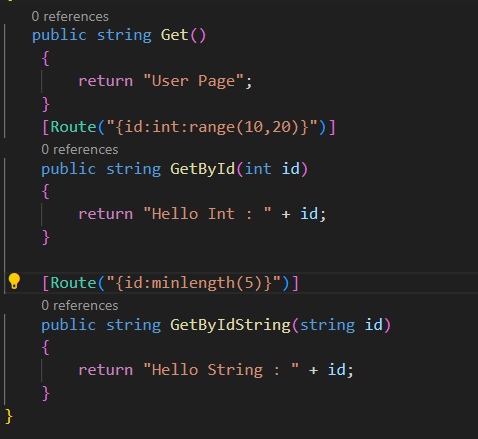 0 references
public string Get()
{
return "User Page";
}
[Route("{id:int:range(10,20)}")]
0 references
public string GetById(int id)
{
return "Hello Int : " + id;
}
[Route("{id:minlength(5)}")]
0 references
public string GetByIdString(string id)
{
return "Hello String : " + id;
}
}